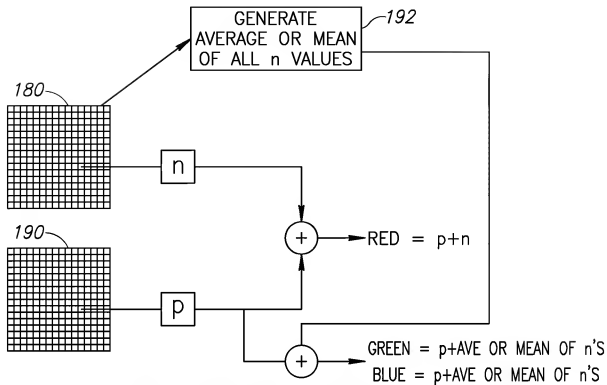 GENERATE
AVERAGE OR MEAN
OF ALL n VALUES
192
180
n
+
RED = p+n
190
p
+
GREEN = p+AVE OR MEAN OF n'S
BLUE = p+AVE OR MEAN OF n'S